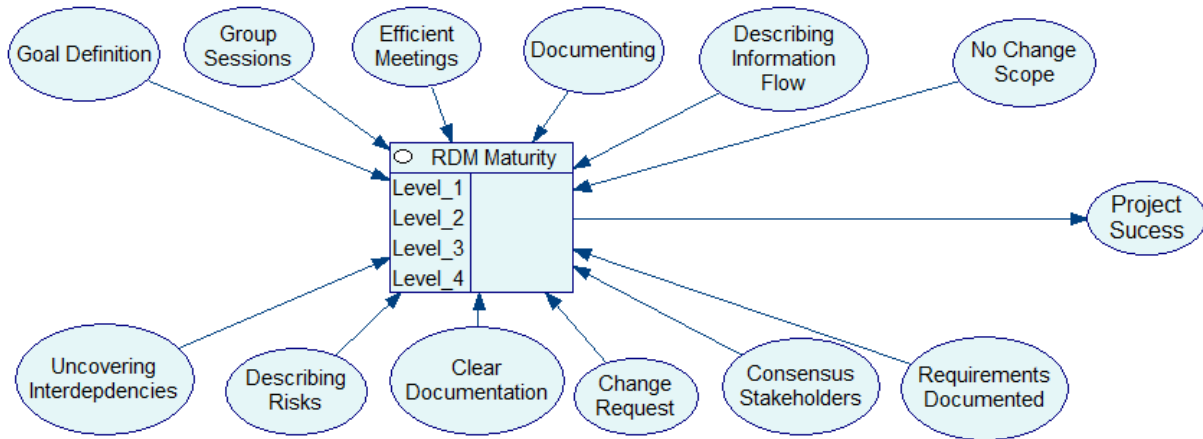 Goal Definition
Group
Sessions
Efficient
Meetings
Documenting
Describing
Information
Flow
No Change
Scope
RDM Maturity
Level_1
Level_2
Level_3
Level_4
Project
Sucess
Uncovering
Interdepdencies
Describing
Risks
Clear
Documentation
Change
Request
Consensus
Stakeholders
Requirements
Documented